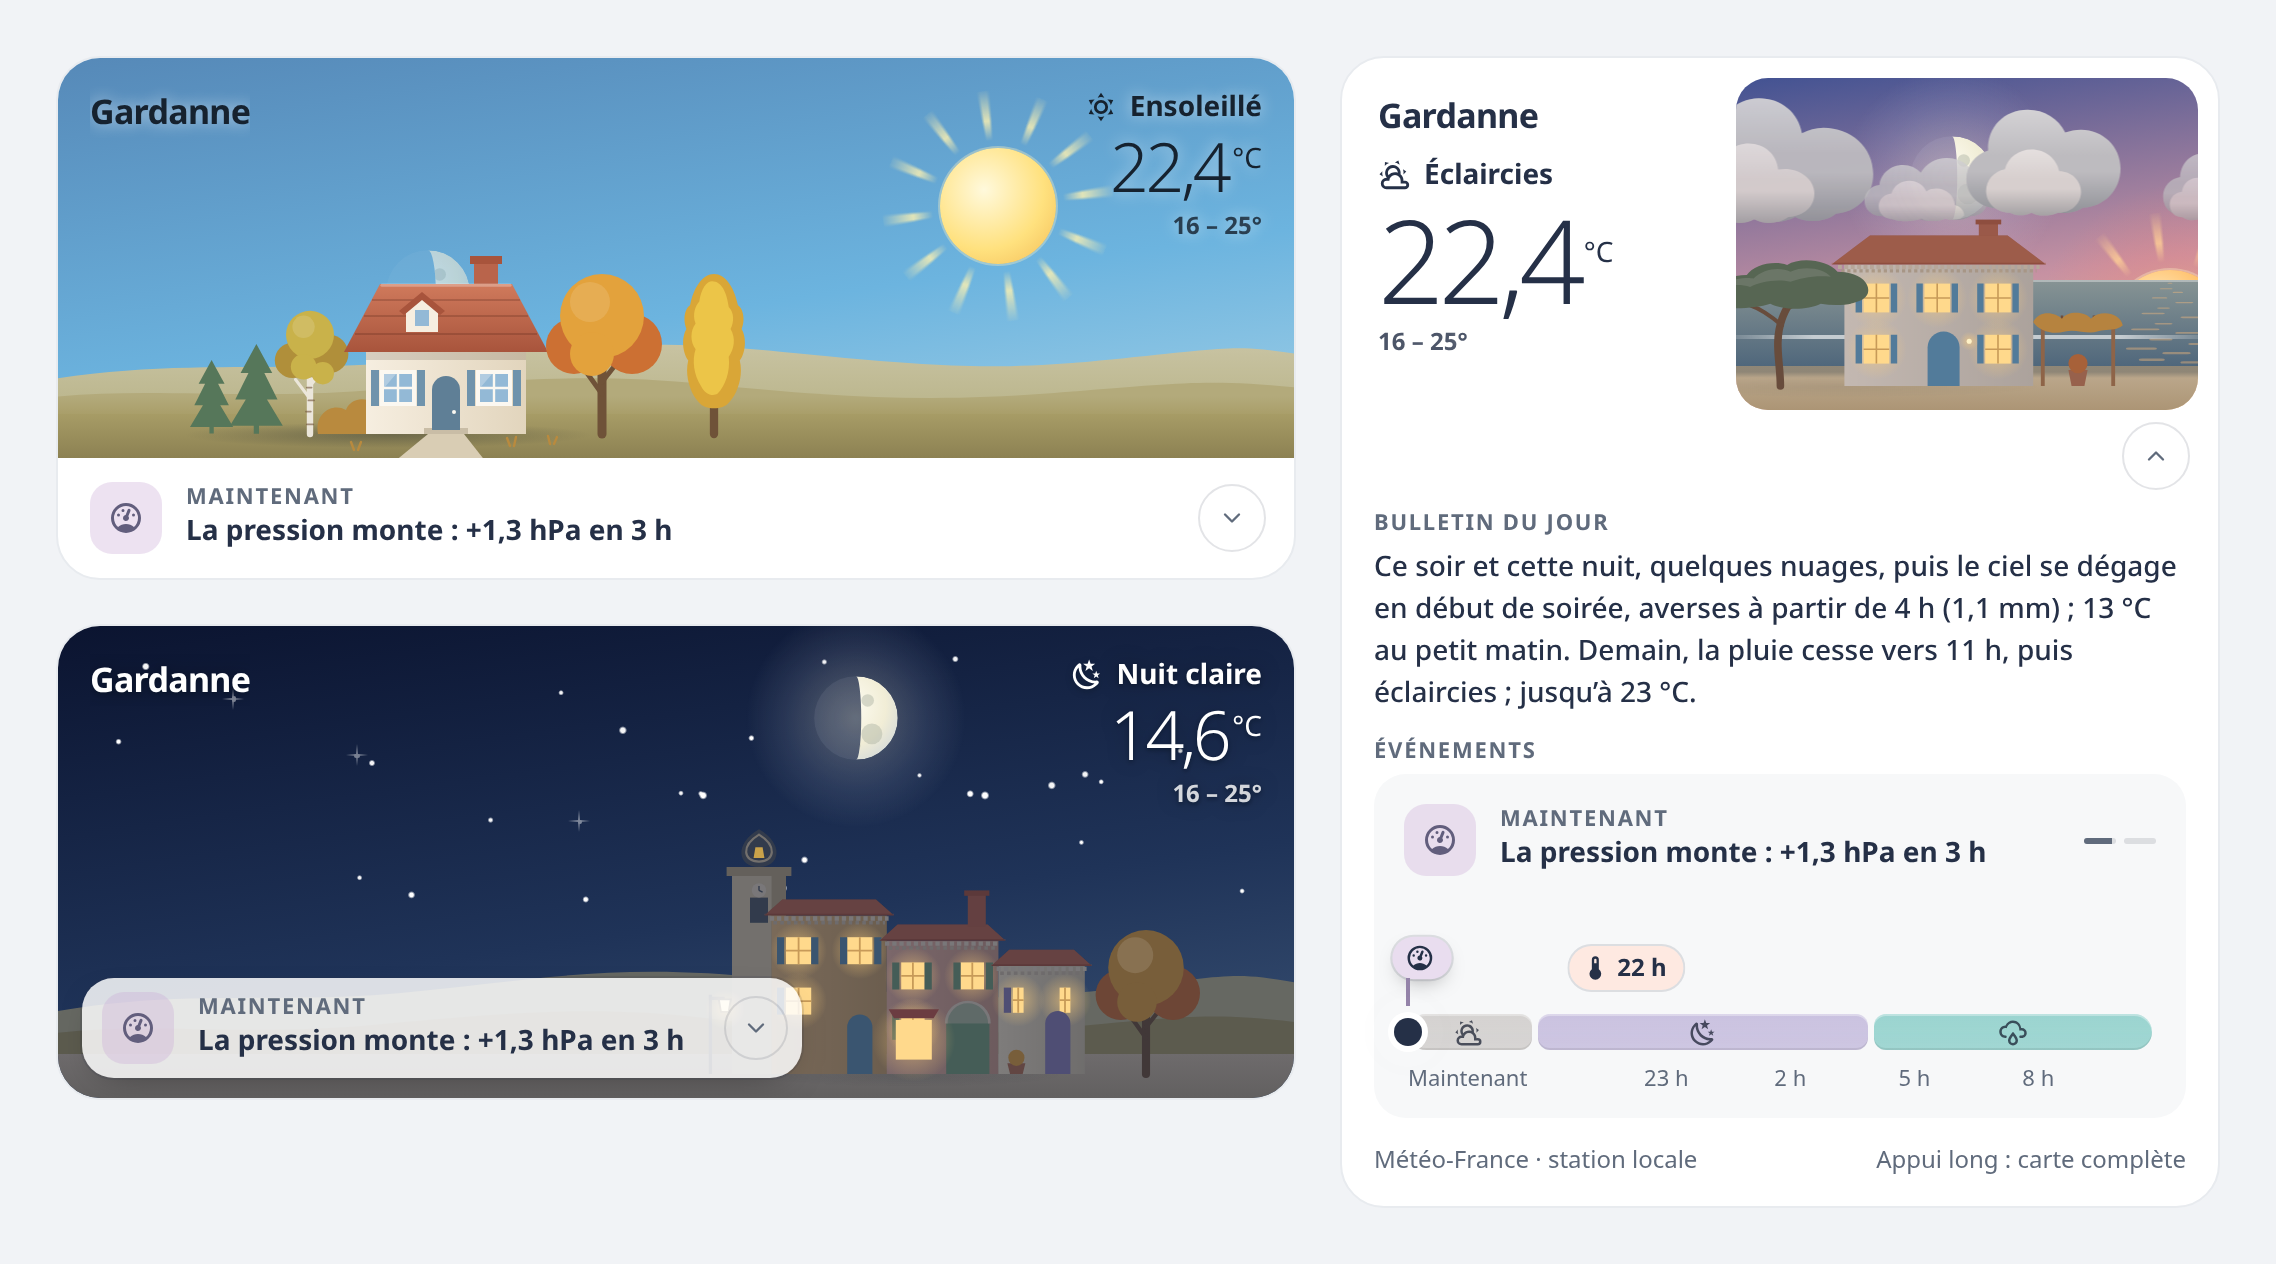 Gardanne
Ensoleillé
22,4 °C
16 – 25°
MAINTENANT
La pression monte : +1,3 hPa en 3 h
Gardanne
Nuit claire
14,6 °C
16 – 25°
MAINTENANT
La pression monte : +1,3 hPa en 3 h
Gardanne
Éclaircies
22,4 °C
16 – 25°
BULLETIN DU JOUR
Ce soir et cette nuit, quelques nuages, puis le ciel se dégage
en début de soirée, averses à partir de 4 h (1,1 mm) ; 13 °C
au petit matin. Demain, la pluie cesse vers 11 h, puis
éclaircies ; jusqu’à 23 °C.
ÉVÉNEMENTS
MAINTENANT
La pression monte : +1,3 hPa en 3 h
22 h
Maintenant 23 h 2 h 5 h 8 h
Météo-France · station locale Appui long : carte complète